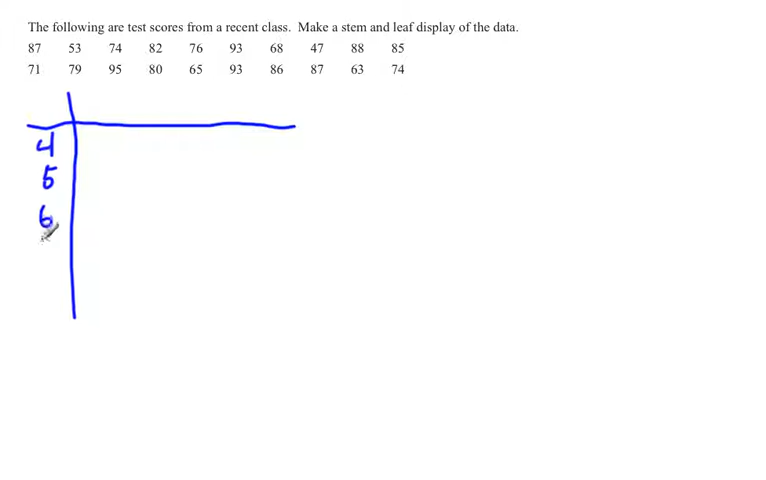 The following are test scores from a recent class. Make a stem and leaf display of the data.
87 53 74 82 76 93 68 47 88 85
71 79 95 80 65 93 86 87 63 74
4
5
6